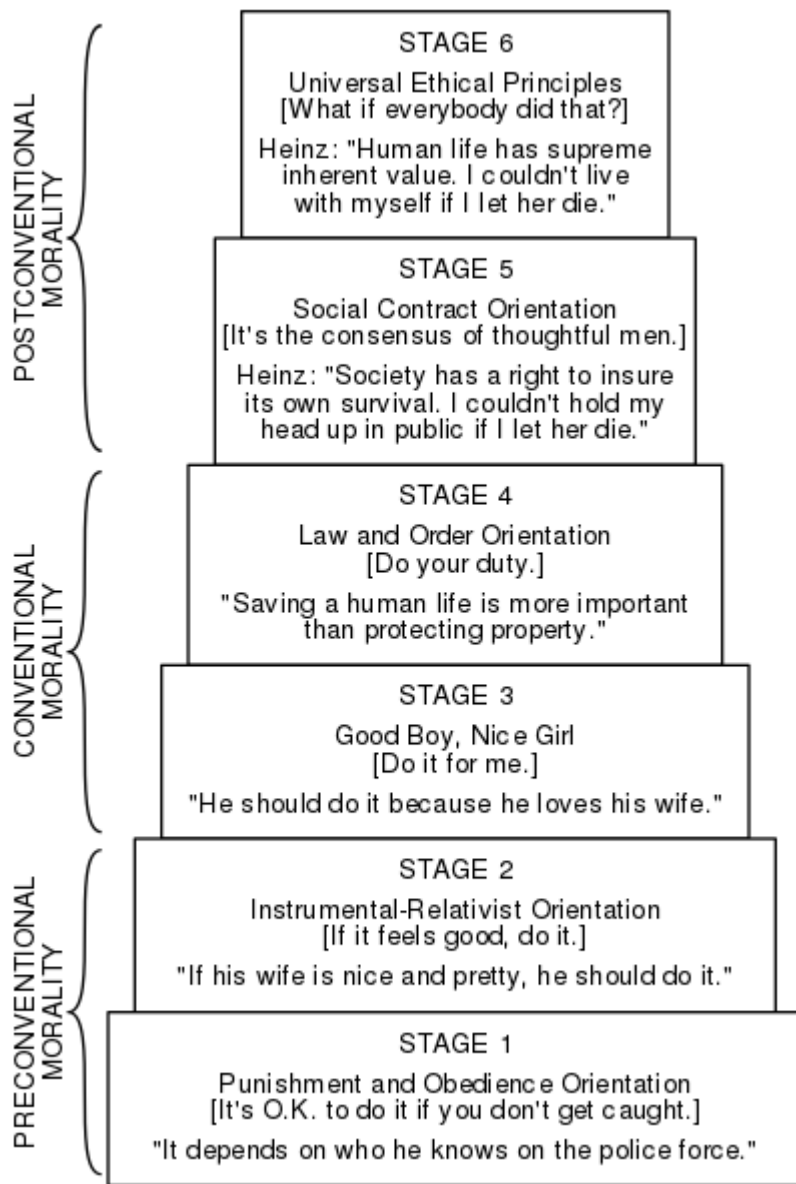 STAGE 6
Universal Ethical Principles
[What if everybody did that?]
Heinz: "Human life has supreme
inherent value. I couldn't live
with myself if I let her die."
STAGE 5
Social Contract Orientation
[It's the consensus of thoughtful men.]
Heinz: "Society has a right to insure
its own survival. I couldn't hold my
head up in public if I let her die."
POSTCONVENTIONAL
MORALITY
STAGE 4
Law and Order Orientation
[Do your duty.]
"Saving a human life is more important
than protecting property."
STAGE 3
Good Boy, Nice Girl
[Do it for me.]
"He should do it because he loves his wife."
CONVENTIONAL
MORALITY
STAGE 2
Instrumental-Relativist Orientation
[If it feels good, do it.]
"If his wife is nice and pretty, he should do it."
STAGE 1
Punishment and Obedience Orientation
[It's O.K. to do it if you don't get caught.]
"It depends on who he knows on the police force."
PRECONVENTIONAL
MORALITY